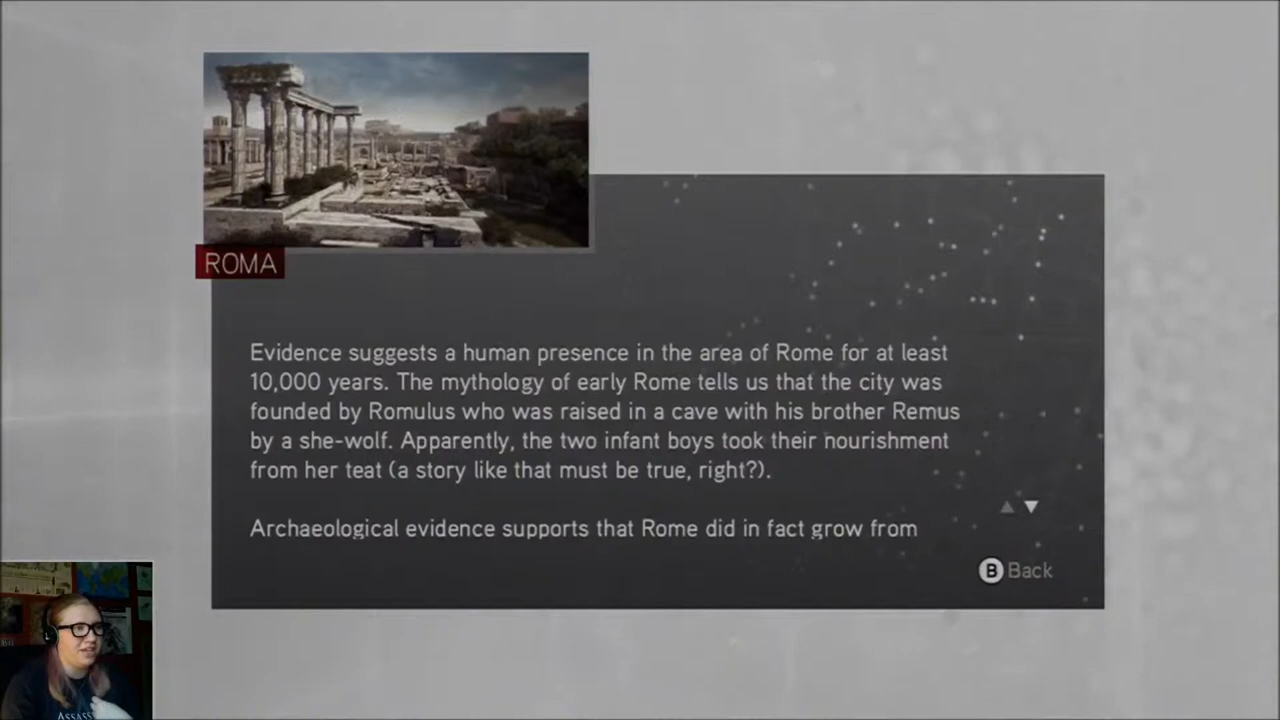 ROMA
Evidence suggests a human presence in the area of Rome for at least
10,000 years. The mythology of early Rome tells us that the city was
founded by Romulus who was raised in a cave with his brother Remus
by a she-wolf. Apparently, the two infant boys took their nourishment
from her teat (a story like that must be true, right?).
Archaeological evidence supports that Rome did in fact grow from
B Back
ASSASS